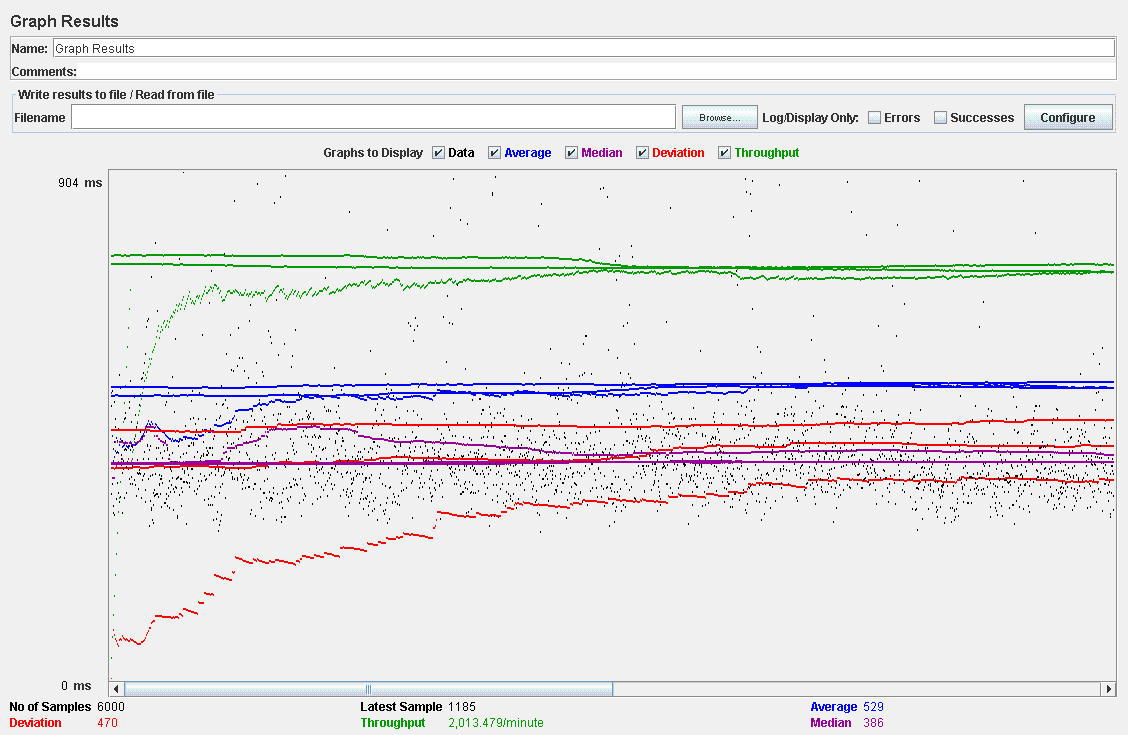 Graph Results
Name: Graph Results
Comments:
Write results to file / Read from file
Filename Browse... Log/Display Only: Errors Successes Configure
Graphs to Display Data Average Median Deviation Throughput
904 ms
0 ms
No of Samples 6000 Latest Sample 1185 Average 529
Deviation 470 Throughput 2,013.479/minute Median 386